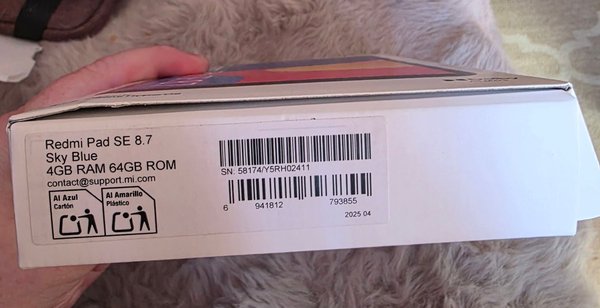 Redmi Pad SE 8.7
Sky Blue
4GB RAM 64GB ROM
contact@support.mi.com
Al Azul
Cartón
Al Amarillo
Plástico
SN: 58174/Y5RH02411
6 941812 793855
2025 04